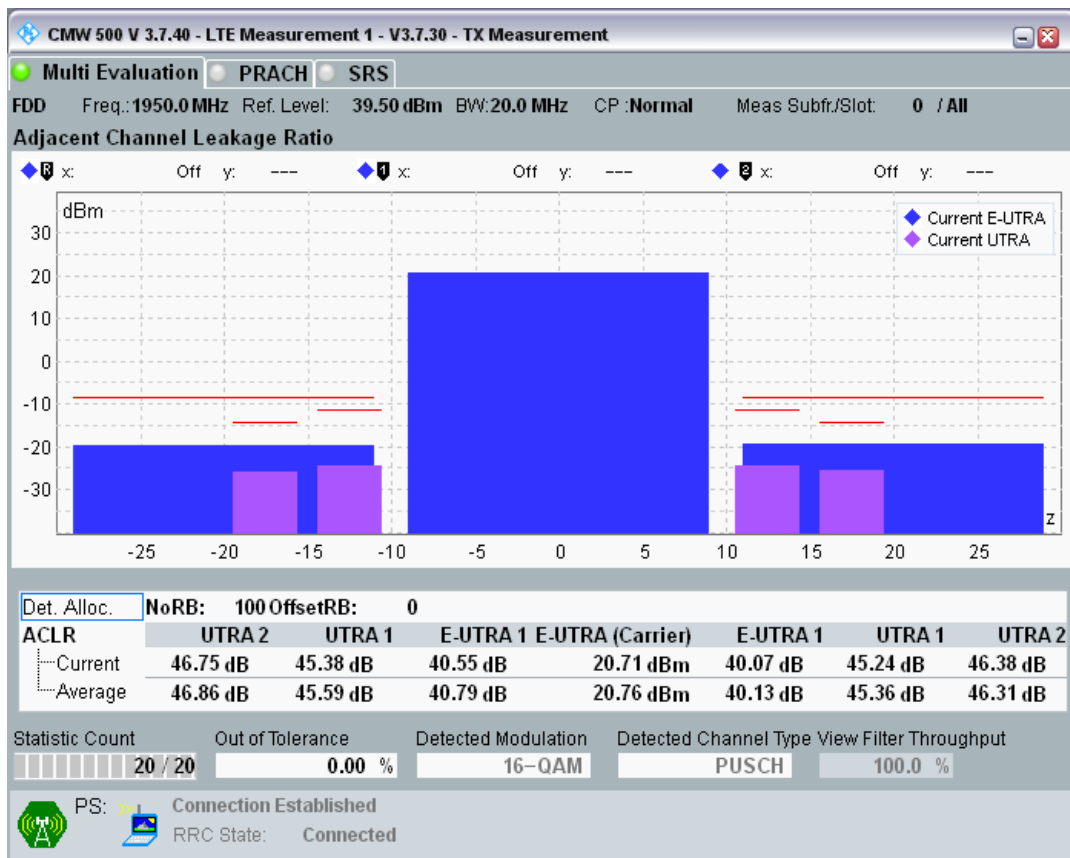 CMW 500 V 3.7.40 - LTE Measurement 1 - V3.7.30 - TX Measurement
Multi Evaluation PRACH SRS
FDD Freq.: 1950.0 MHz Ref. Level: 39.50 dBm BW: 20.0 MHz CP : Normal Meas Subfr./Slot: 0 / All
Adjacent Channel Leakage Ratio
R x: Off y: --- 1 x: Off y: --- 2 x: Off y: ---
dBm
Current E-UTRA
Current UTRA
30
20
10
0
-10
-20
-30
z
-25 -20 -15 -10 -5 0 5 10 15 20 25
Det. Alloc. NoRB: 100 OffsetRB: 0
ACLR UTRA 2 UTRA 1 E-UTRA 1 E-UTRA (Carrier) E-UTRA 1 UTRA 1 UTRA 2
Current 46.75 dB 45.38 dB 40.55 dB 20.71 dBm 40.07 dB 45.24 dB 46.38 dB
Average 46.86 dB 45.59 dB 40.79 dB 20.76 dBm 40.13 dB 45.36 dB 46.31 dB
Statistic Count Out of Tolerance Detected Modulation Detected Channel Type View Filter Throughput
20 / 20 0.00 % 16-QAM PUSCH 100.0 %
PS: Connection Established
RRC State: Connected